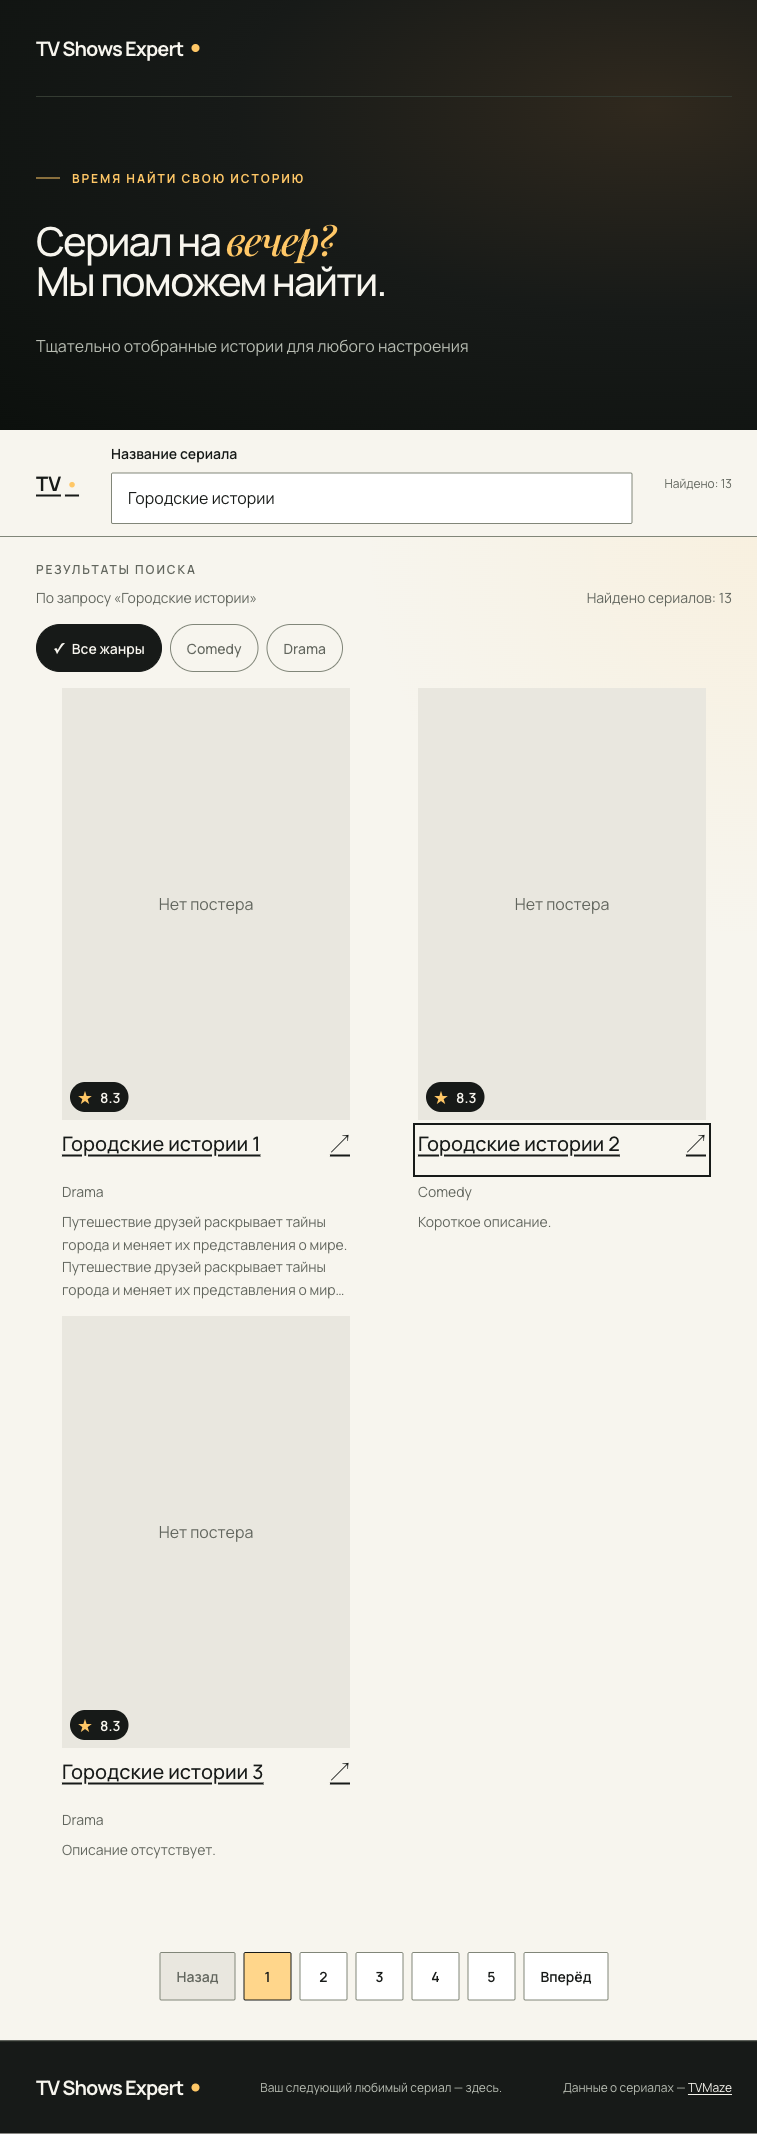 TV Shows Expert
ВРЕМЯ НАЙТИ СВОЮ ИСТОРИЮ
Сериал на вечер?
Мы поможем найти.
Тщательно отобранные истории для любого настроения
Название сериала
TV
Городские истории
Найдено: 13
РЕЗУЛЬТАТЫ ПОИСКА
По запросу «Городские истории»
Найдено сериалов: 13
✓ Все жанры
Comedy
Drama
Нет постера
★ 8.3
Городские истории 1 ↗
Drama
Путешествие друзей раскрывает тайны
города и меняет их представления о мире.
Путешествие друзей раскрывает тайны
города и меняет их представления о мир…
Нет постера
★ 8.3
Городские истории 2 ↗
Comedy
Короткое описание.
Нет постера
★ 8.3
Городские истории 3 ↗
Drama
Описание отсутствует.
Назад 1 2 3 4 5 Вперёд
TV Shows Expert
Ваш следующий любимый сериал — здесь.
Данные о сериалах — TVMaze